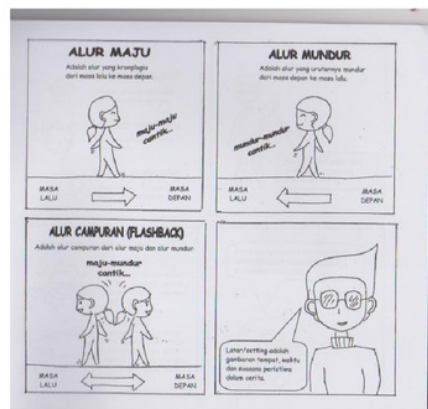 ALUR MAJU
Adalah alur yang kronologis
dari masa lalu ke masa depan.
maju-maju
cantik...
MASA
LALU
MASA
DEPAN
ALUR MUNDUR
Adalah alur yang urutannya mundur
dari masa depan ke masa lalu.
mundur-mundur
cantik...
MASA
LALU
MASA
DEPAN
ALUR CAMPURAN (FLASHBACK)
Adalah alur campuran dari alur maju dan alur mundur
maju-mundur
cantik...
MASA
LALU
MASA
DEPAN
Latar/setting adalah
gambaran tempat, waktu
dan suasana peristiwa
dalam cerita.